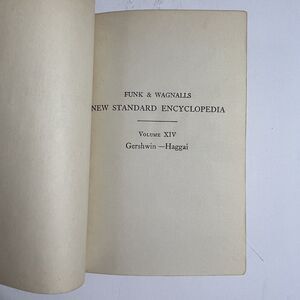 FUNK & WAGNALLS
NEW STANDARD ENCYCLOPEDIA
VOLUME XIV
Gershwin—Haggai